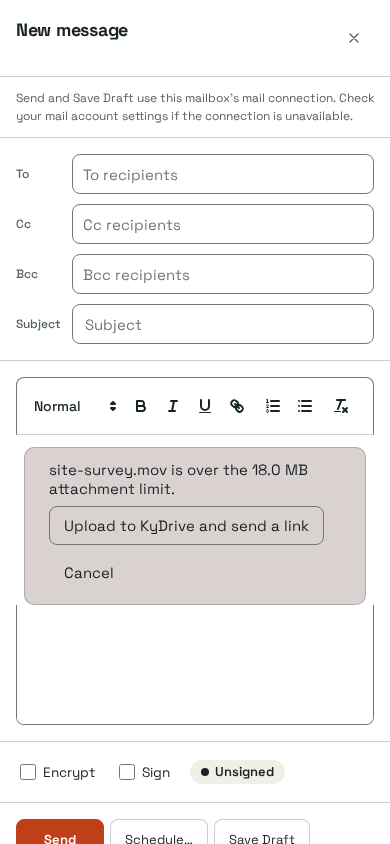 New message
Send and Save Draft use this mailbox's mail connection. Check
your mail account settings if the connection is unavailable.
To
To recipients
Cc
Cc recipients
Bcc
Bcc recipients
Subject
Subject
Normal
site-survey.mov is over the 18.0 MB
attachment limit.
Upload to KyDrive and send a link
Cancel
Encrypt
Sign
Unsigned
Send
Schedule…
Save Draft